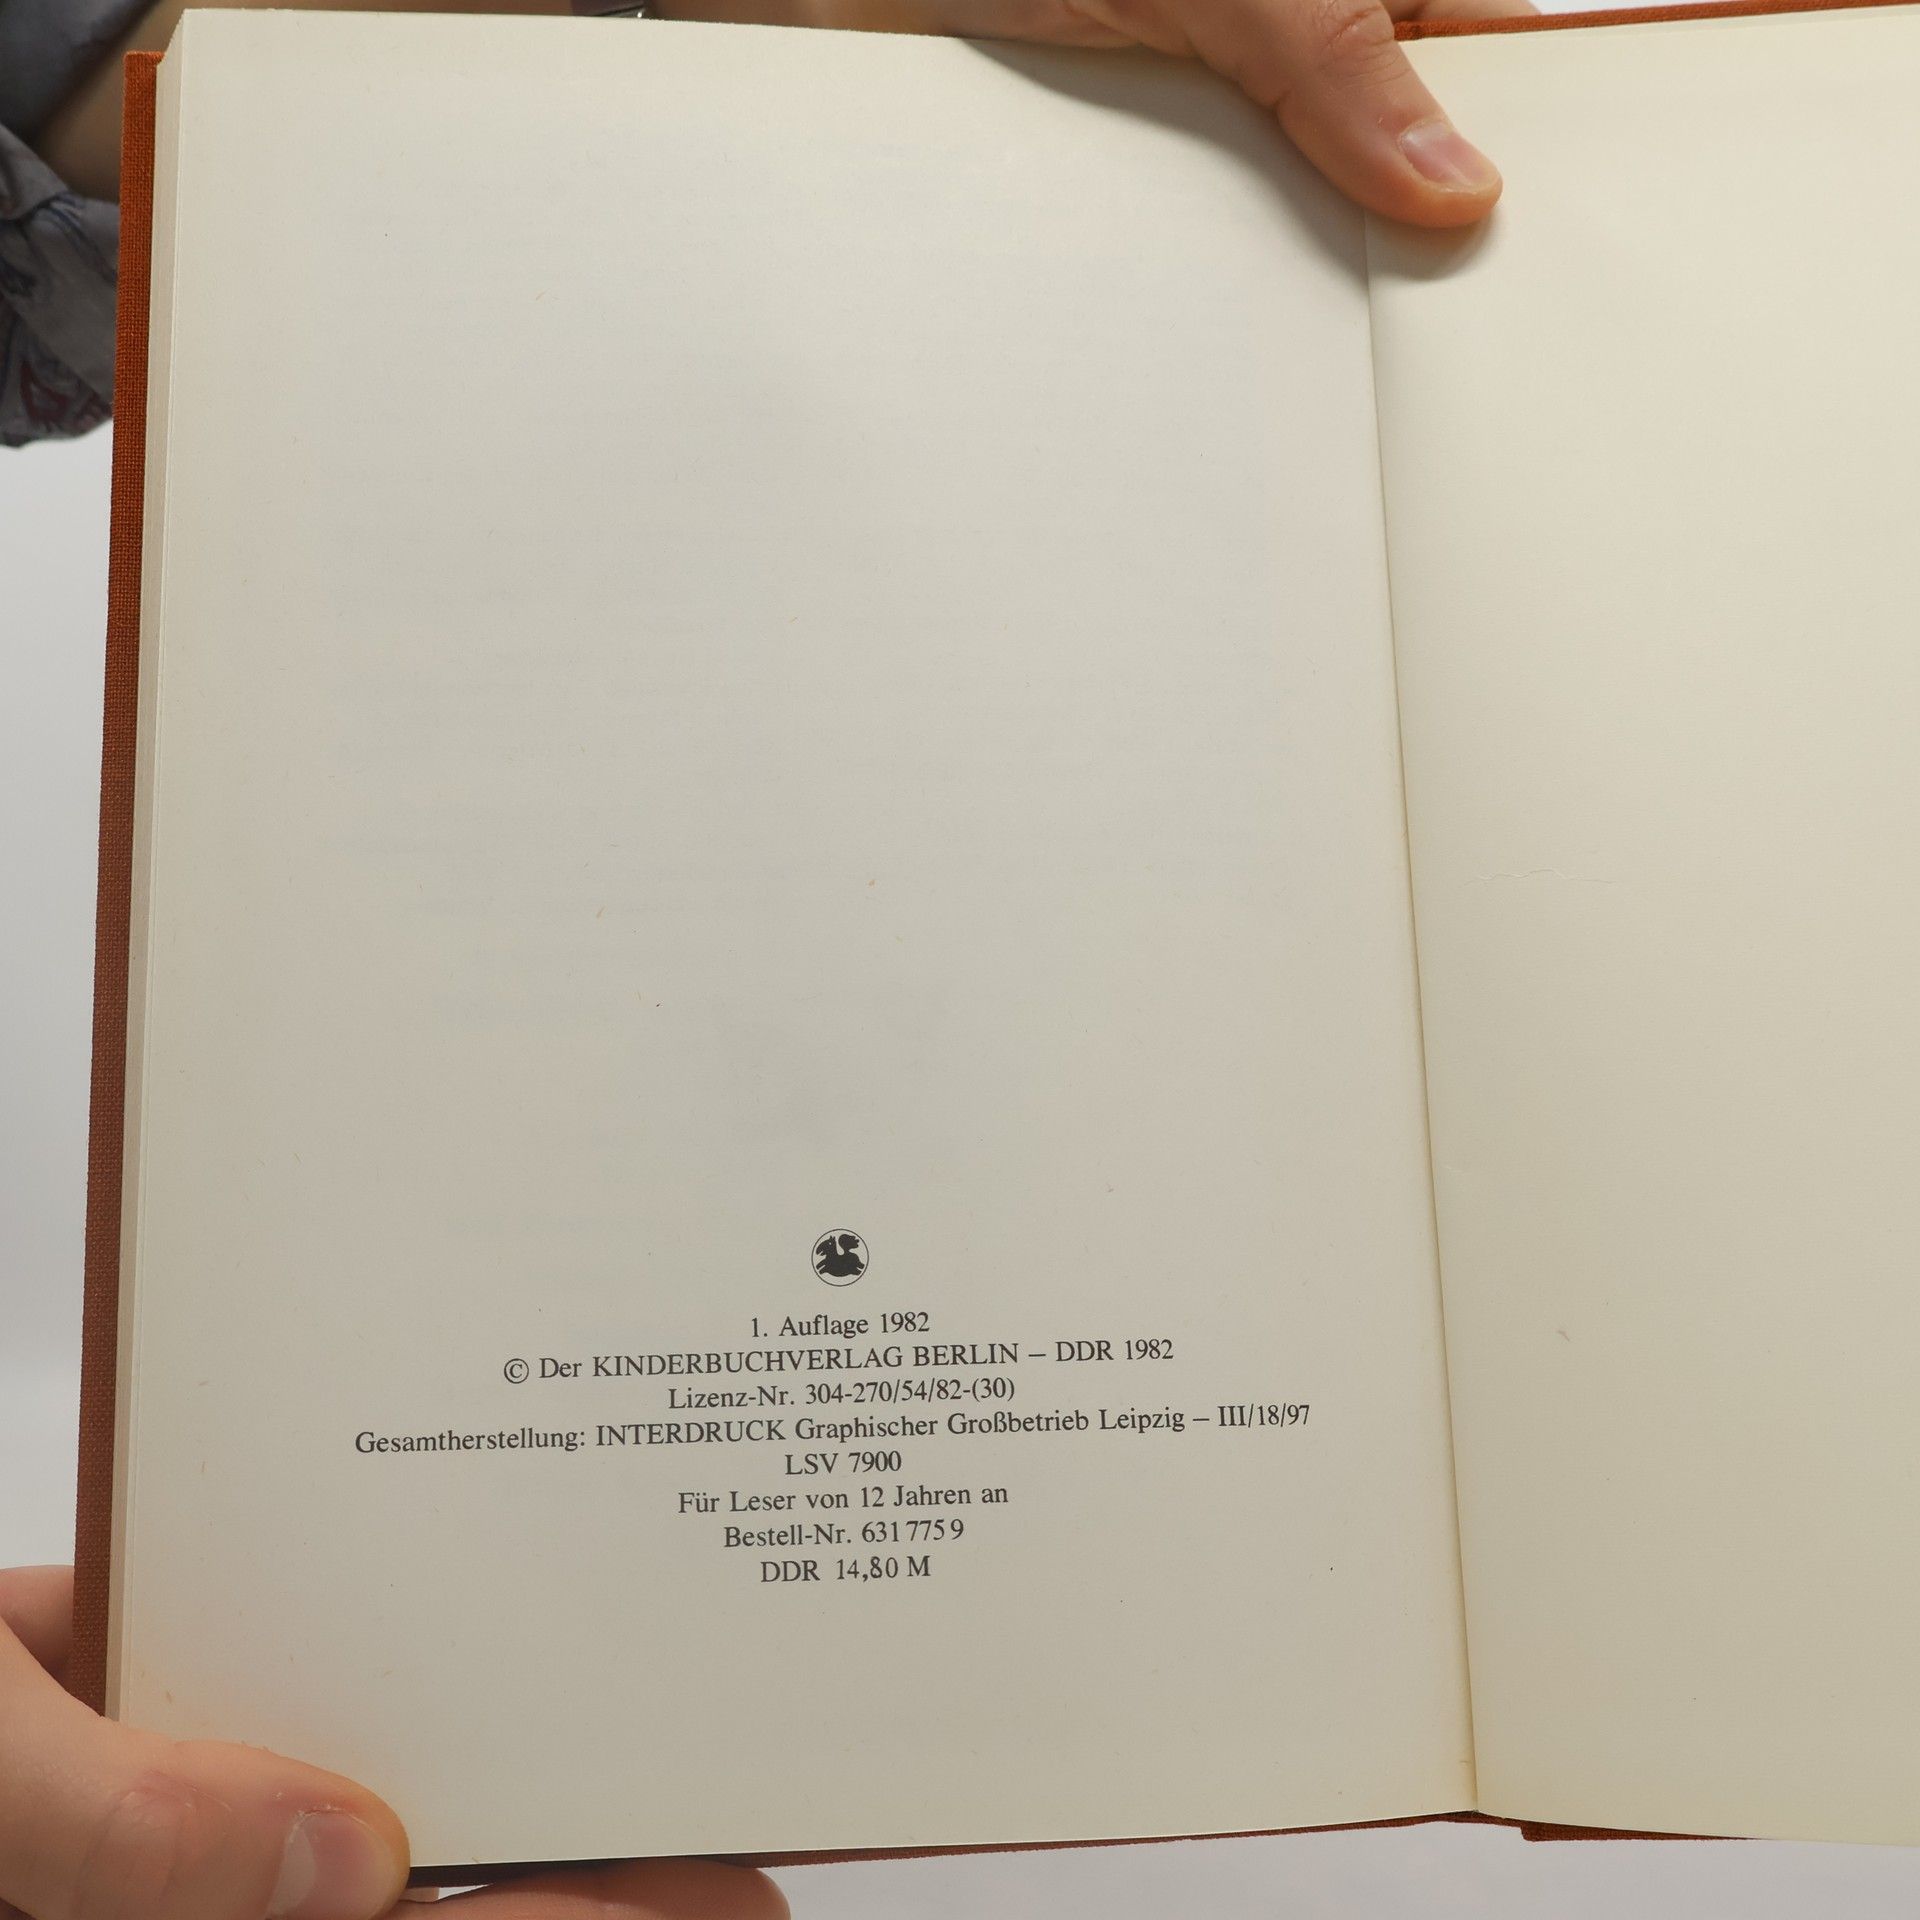 1. Auflage 1982
© Der KINDERBUCHVERLAG BERLIN – DDR 1982
Lizenz-Nr. 304-270/54/82-(30)
Gesamtherstellung: INTERDRUCK Graphischer Großbetrieb Leipzig – III/18/97
LSV 7900
Für Leser von 12 Jahren an
Bestell-Nr. 631 775 9
DDR 14,80 M